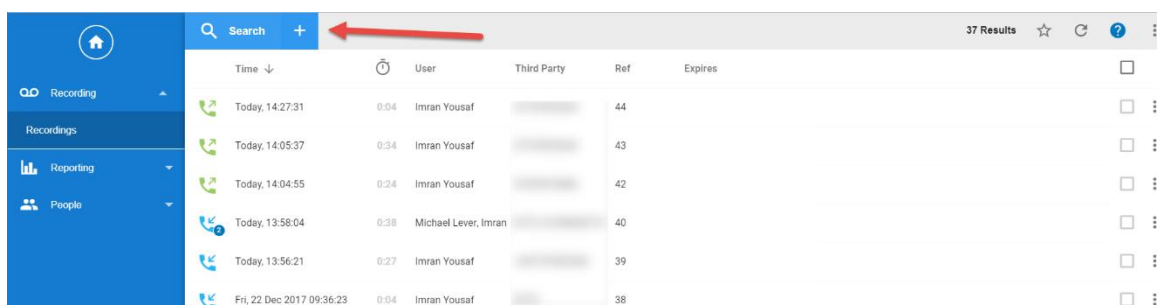 Search + 37 Results ?
Time ↓ User Third Party Ref Expires
Recording
Today, 14:27:31 0:04 Imran Yousaf 44
Recordings
Today, 14:05:37 0:34 Imran Yousaf 43
Reporting
Today, 14:04:55 0:24 Imran Yousaf 42
People
2 Today, 13:58:04 0:38 Michael Lever, Imran 40
Today, 13:56:21 0:27 Imran Yousaf 39
Fri, 22 Dec 2017 09:36:23 0:04 Imran Yousaf 38